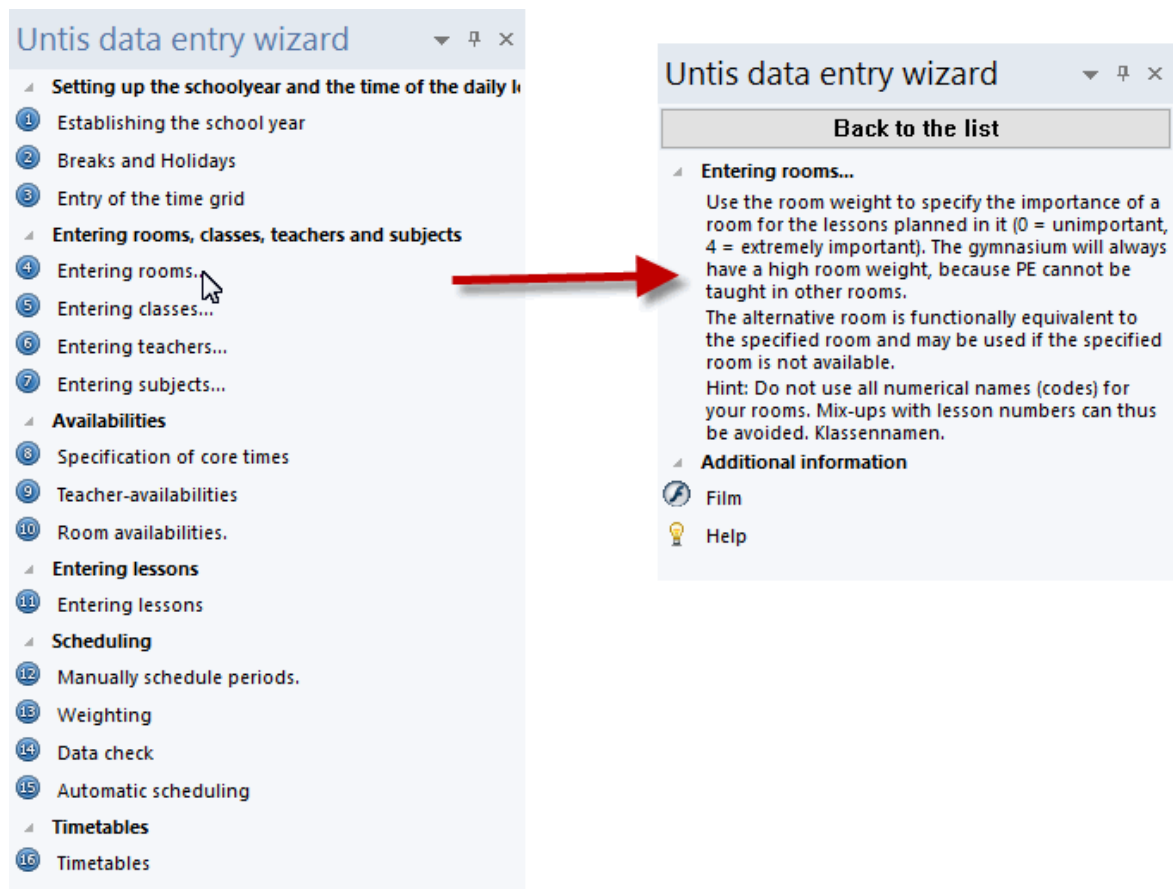 Untis data entry wizard
Setting up the schoolyear and the time of the daily
1 Establishing the school year
2 Breaks and Holidays
3 Entry of the time grid
Entering rooms, classes, teachers and subjects
4 Entering rooms...
5 Entering classes...
6 Entering teachers...
7 Entering subjects...
Availabilities
8 Specification of core times
9 Teacher-availabilities
10 Room availabilities.
Entering lessons
11 Entering lessons
Scheduling
12 Manually schedule periods.
13 Weighting
14 Data check
15 Automatic scheduling
Timetables
16 Timetables
Untis data entry wizard
Back to the list
Entering rooms...
Use the room weight to specify the importance of a
room for the lessons planned in it (0 = unimportant,
4 = extremely important). The gymnasium will always
have a high room weight, because PE cannot be
taught in other rooms.
The alternative room is functionally equivalent to
the specified room and may be used if the specified
room is not available.
Hint: Do not use all numerical names (codes) for
your rooms. Mix-ups with lesson numbers can thus
be avoided. Klassennamen.
Additional information
Film
Help